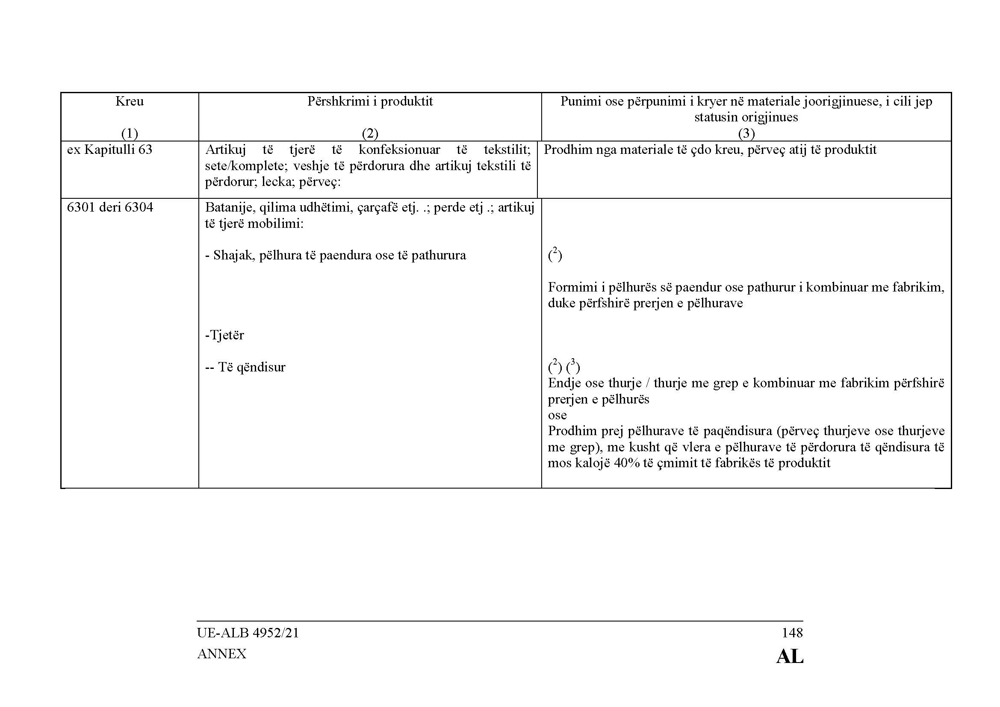 Kreu
(1)
Përshkrimi i produktit
(2)
Punimi ose përpunimi i kryer në materiale joorigjinuese, i cili jep
statusin origjinues
(3)
ex Kapitulli 63
Artikuj të tjerë të konfeksionuar të tekstilit;
sete/komplete; veshje të përdorura dhe artikuj tekstili të
përdorur; lecka; përveç:
Prodhim nga materiale të çdo kreu, përveç atij të produktit
6301 deri 6304
Batanije, qilima udhëtimi, çarçafë etj. .; perde etj .; artikuj
të tjerë mobilimi:
- Shajak, pëlhura të paendura ose të pathurura
(²)
Formimi i pëlhurës së paendur ose pathurur i kombinuar me fabrikim,
duke përfshirë prerjen e pëlhurave
-Tjetër
-- Të qëndisur
(²) (³)
Endje ose thurje / thurje me grep e kombinuar me fabrikim përfshirë
prerjen e pëlhurës
ose
Prodhim prej pëlhurave të paqëndisura (përveç thurjeve ose thurjeve
me grep), me kusht që vlera e pëlhurave të përdorura të qëndisura të
mos kalojë 40% të çmimit të fabrikës të produktit
UE-ALB 4952/21
148
ANNEX
AL